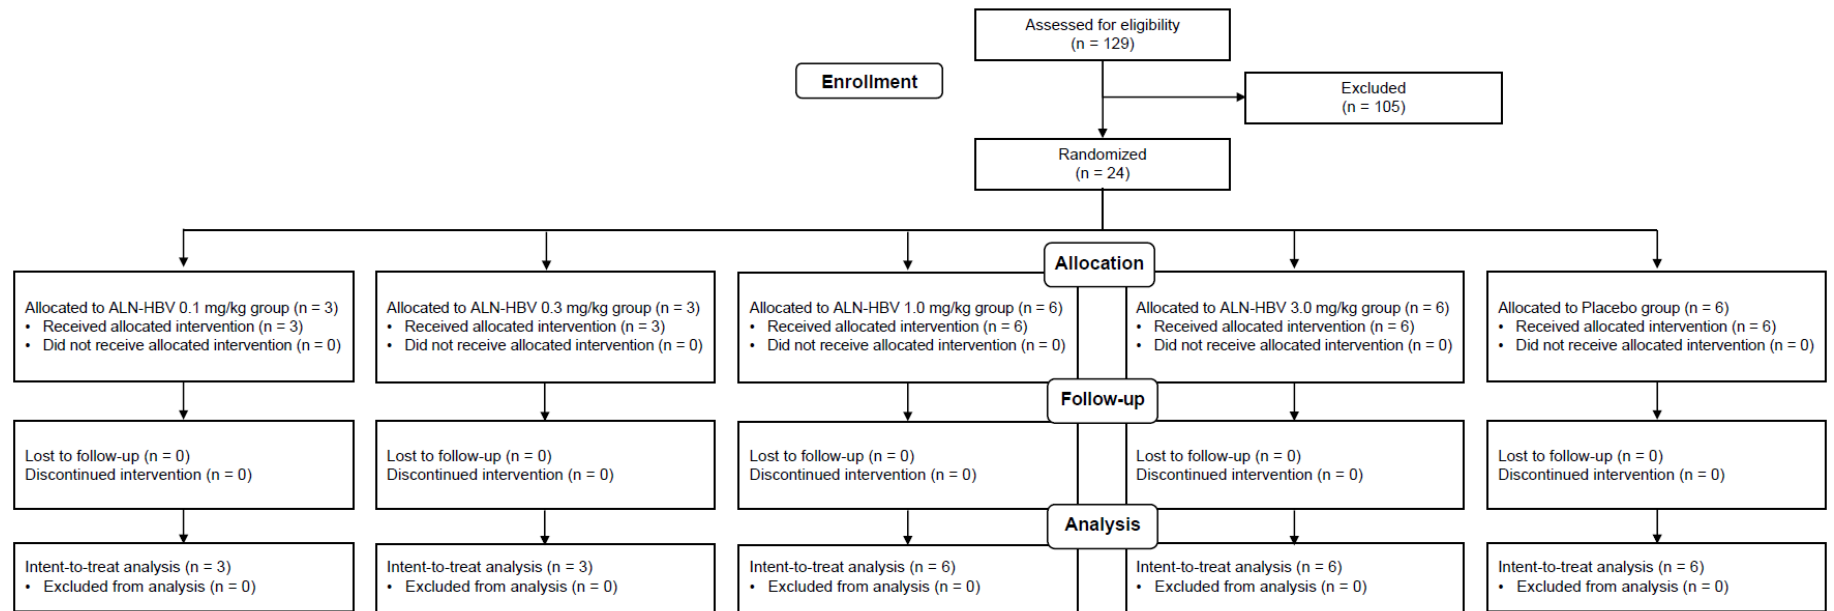 Assessed for eligibility
(n = 129)
Enrollment
Excluded
(n = 105)
Randomized
(n = 24)
Allocation
Allocated to ALN-HBV 0.1 mg/kg group (n = 3)
• Received allocated intervention (n = 3)
• Did not receive allocated intervention (n = 0)
Allocated to ALN-HBV 0.3 mg/kg group (n = 3)
• Received allocated intervention (n = 3)
• Did not receive allocated intervention (n = 0)
Allocated to ALN-HBV 1.0 mg/kg group (n = 6)
• Received allocated intervention (n = 6)
• Did not receive allocated intervention (n = 0)
Allocated to ALN-HBV 3.0 mg/kg group (n = 6)
• Received allocated intervention (n = 6)
• Did not receive allocated intervention (n = 0)
Allocated to Placebo group (n = 6)
• Received allocated intervention (n = 6)
• Did not receive allocated intervention (n = 0)
Follow-up
Lost to follow-up (n = 0)
Discontinued intervention (n = 0)
Lost to follow-up (n = 0)
Discontinued intervention (n = 0)
Lost to follow-up (n = 0)
Discontinued intervention (n = 0)
Lost to follow-up (n = 0)
Discontinued intervention (n = 0)
Lost to follow-up (n = 0)
Discontinued intervention (n = 0)
Analysis
Intent-to-treat analysis (n = 3)
• Excluded from analysis (n = 0)
Intent-to-treat analysis (n = 3)
• Excluded from analysis (n = 0)
Intent-to-treat analysis (n = 6)
• Excluded from analysis (n = 0)
Intent-to-treat analysis (n = 6)
• Excluded from analysis (n = 0)
Intent-to-treat analysis (n = 6)
• Excluded from analysis (n = 0)